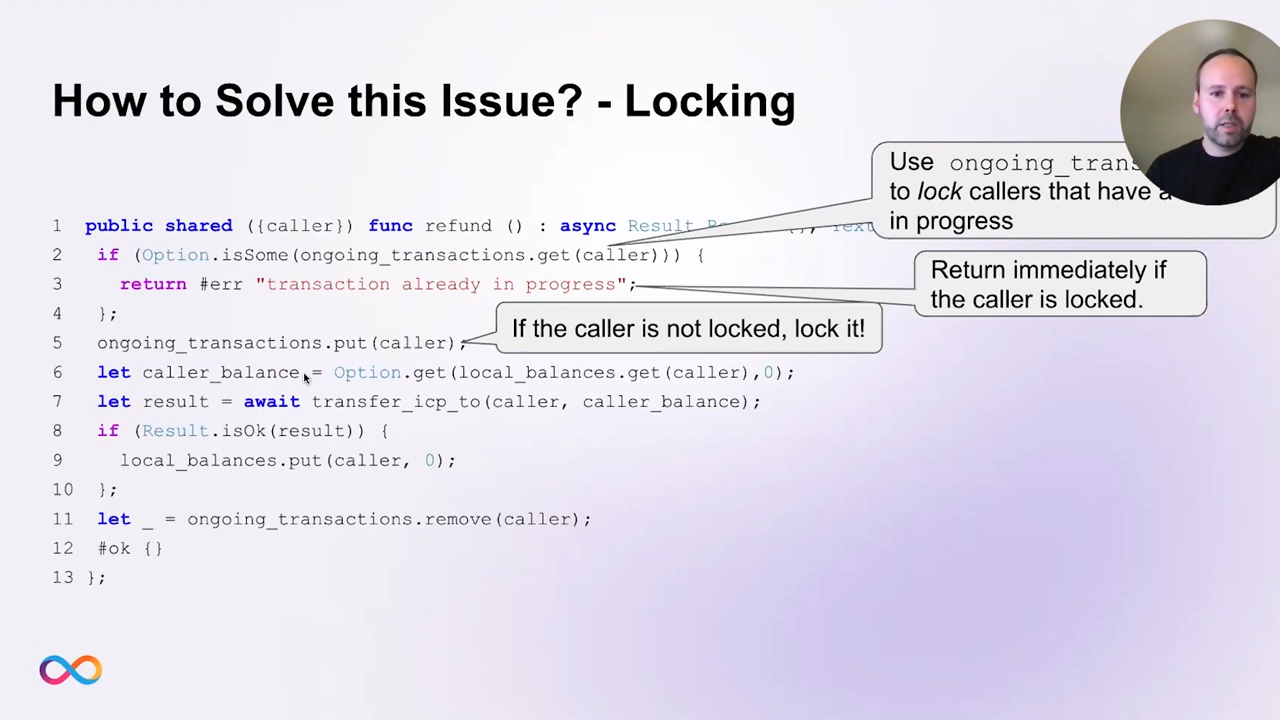 How to Solve this Issue? - Locking
Use ongoing_trans
to lock callers that have a
in progress
1 public shared ({caller}) func refund () : async Result
2 if (Option.isSome(ongoing_transactions.get(caller))) {
3 return #err "transaction already in progress";
Return immediately if
the caller is locked.
4 };
If the caller is not locked, lock it!
5 ongoing_transactions.put(caller);
6 let caller_balance = Option.get(local_balances.get(caller),0);
7 let result = await transfer_icp_to(caller, caller_balance);
8 if (Result.isOk(result)) {
9 local_balances.put(caller, 0);
10 };
11 let _ = ongoing_transactions.remove(caller);
12 #ok {}
13 };